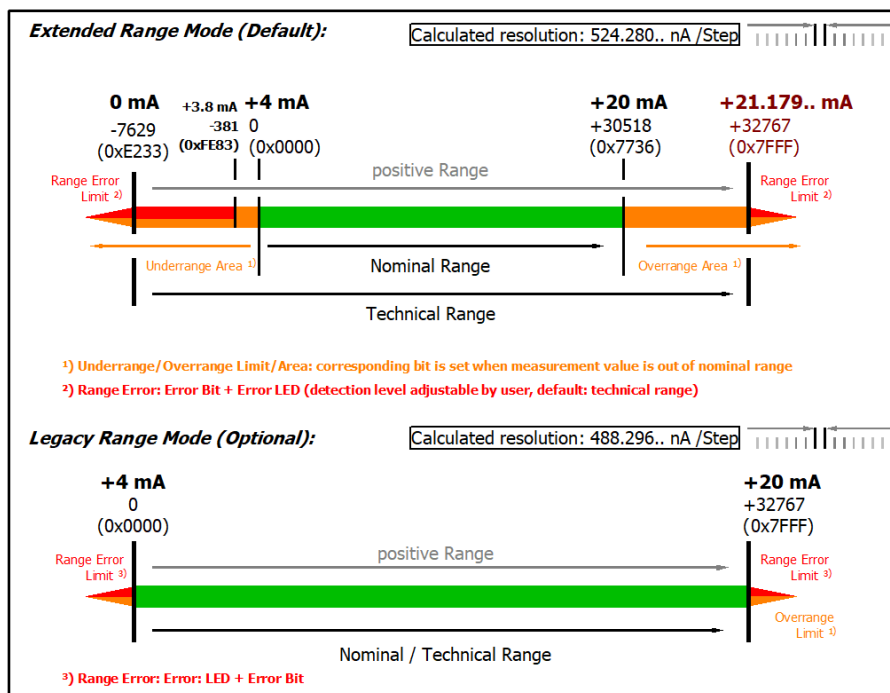 Extended Range Mode (Default):
Calculated resolution: 524.280.. nA /Step
0 mA
+3.8 mA
+4 mA
+20 mA
+21.179.. mA
-7629
-381
0
+30518
+32767
(0xE233)
(0xFE83)
(0x0000)
(0x7736)
(0x7FFF)
positive Range
Range Error
Limit ²⁾
Range Error
Limit ²⁾
Underrange Area ¹⁾
Nominal Range
Overrange Area ¹⁾
Technical Range
¹) Underrange/Overrange Limit/Area: corresponding bit is set when measurement value is out of nominal range
²) Range Error: Error Bit + Error LED (detection level adjustable by user, default: technical range)
Legacy Range Mode (Optional):
Calculated resolution: 488.296.. nA /Step
+4 mA
+20 mA
0
+32767
(0x0000)
(0x7FFF)
positive Range
Range Error
Limit ³⁾
Range Error
Limit ³⁾
Overrange
Limit ¹⁾
Nominal / Technical Range
³) Range Error: Error: LED + Error Bit